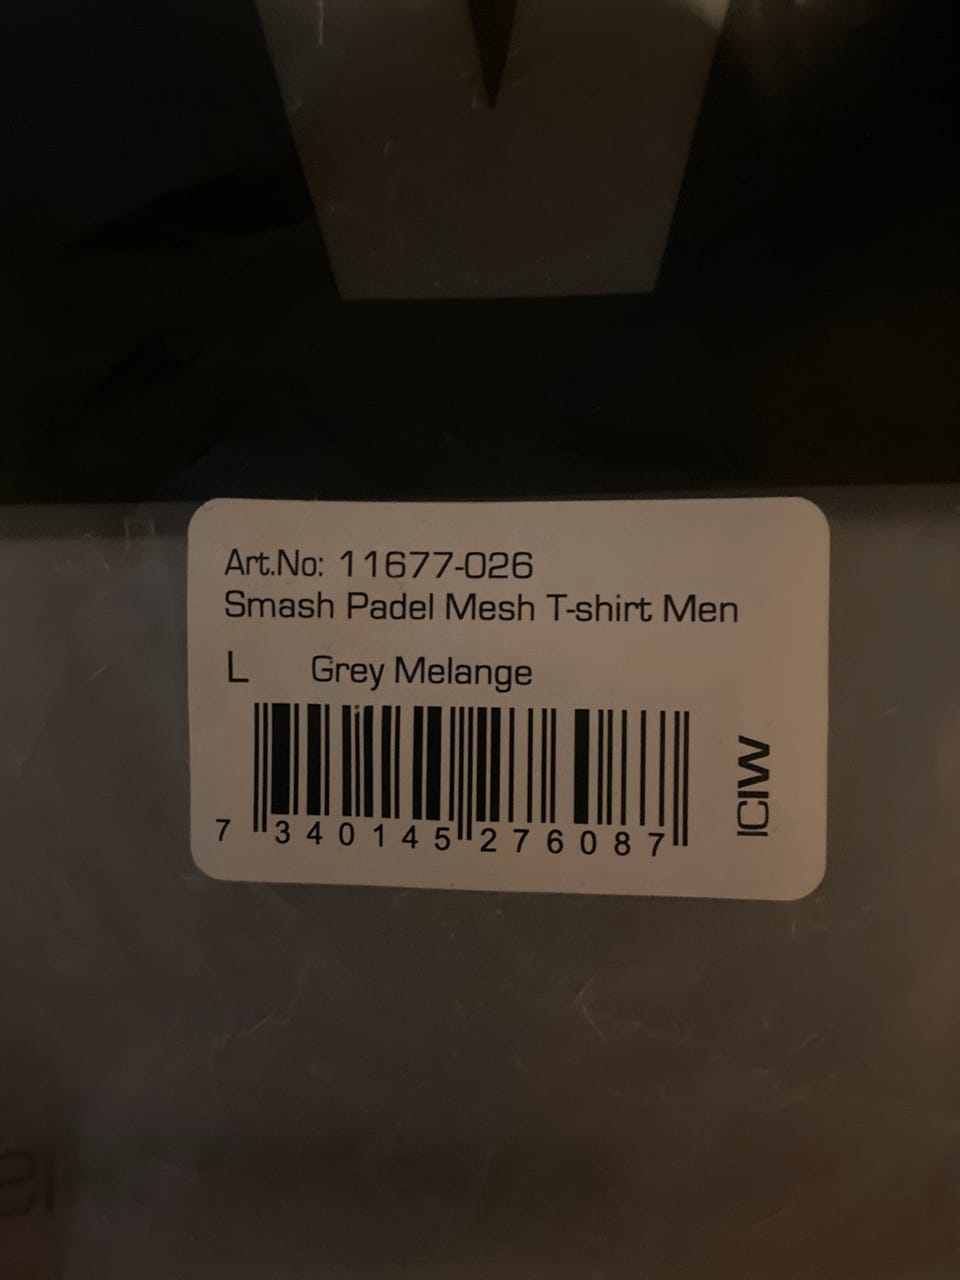 Art.No: 11677-026
Smash Padel Mesh T-shirt Men
L Grey Melange
7 340145 276087
ICIW